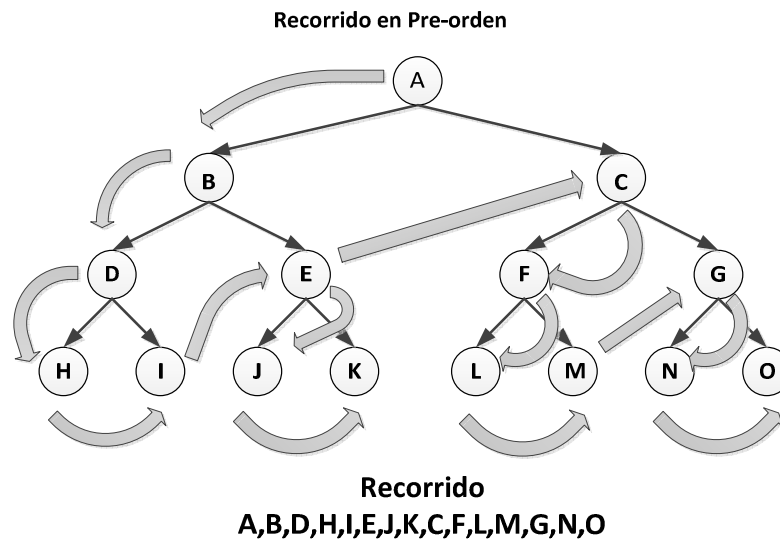 Recorrido en Pre-orden
A
B
C
D
E
F
G
H
I
J
K
L
M
N
O
Recorrido
A,B,D,H,I,E,J,K,C,F,L,M,G,N,O